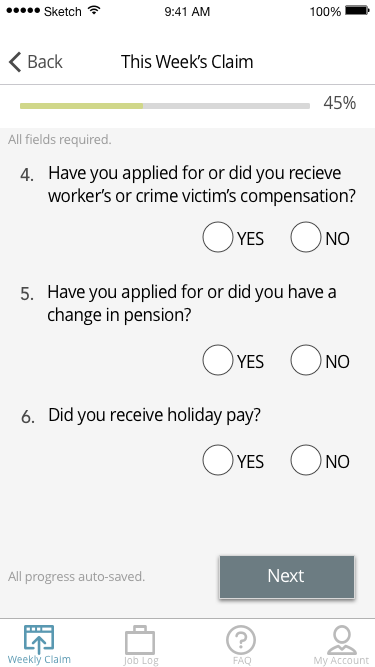 Sketch 9:41 AM 100%
Back This Week's Claim
45%
All fields required.
4. Have you applied for or did you recieve
worker's or crime victim's compensation?
YES NO
5. Have you applied for or did you have a
change in pension?
YES NO
6. Did you receive holiday pay?
YES NO
All progress auto-saved. Next
Weekly Claim Job Log FAQ My Account